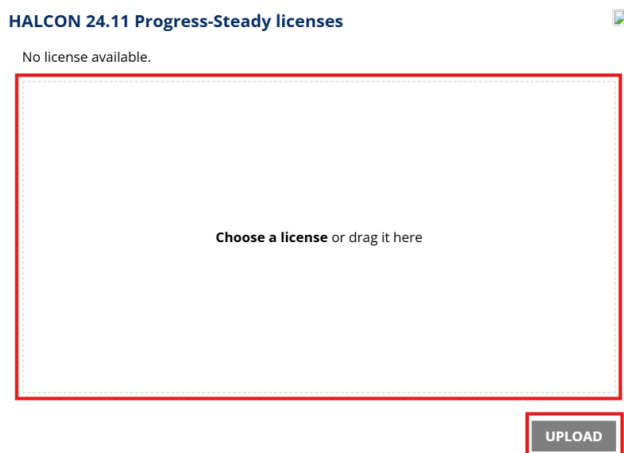 HALCON 24.11 Progress-Steady licenses
No license available.
Choose a license or drag it here
UPLOAD